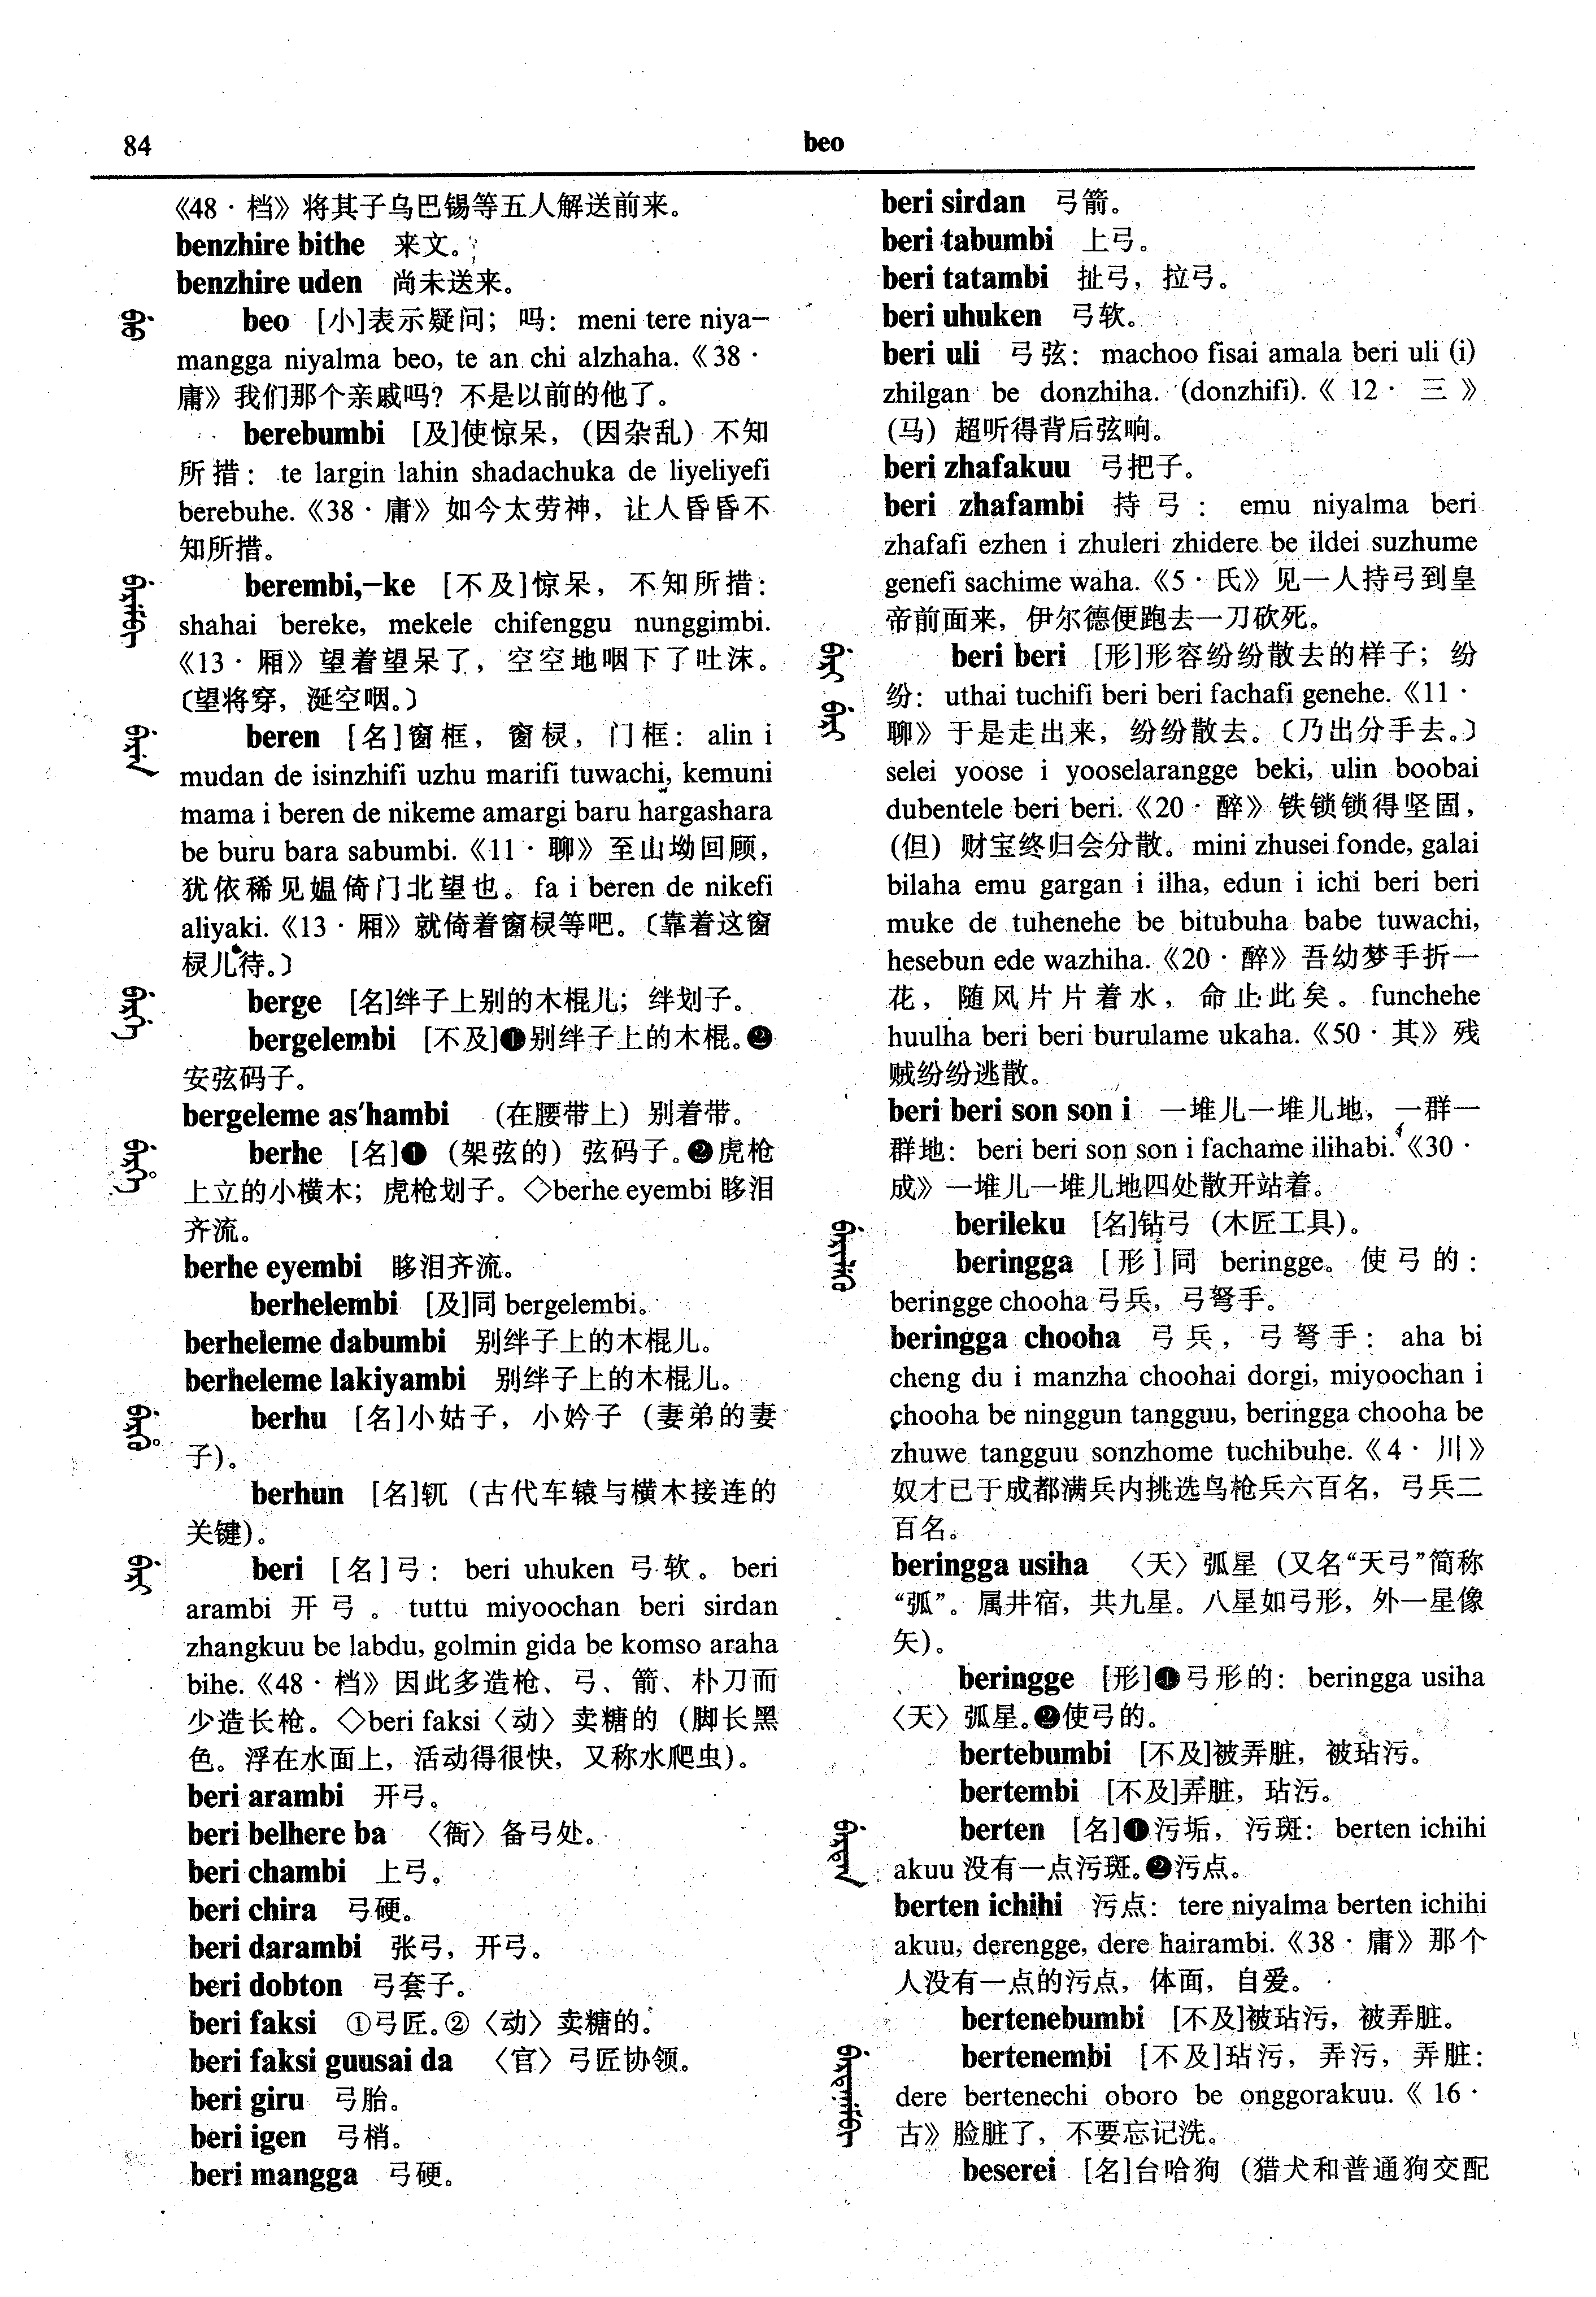 84
beo
《48·档》将其子乌巴锡等五人解送前来。
benzhire bithe 来文。
benzhire uden 尚未送来。
beo [小]表示疑问；吗：meni tere niya-
mangga niyalma beo, te an chi alzhaha.《38·
庸》我们那个亲戚吗？不是以前的他了。
berebumbi [及]使惊呆，(因杂乱) 不知
所措：te largin lahin shadachuka de liyeliyefi
berebuhe.《38·庸》如今太劳神，让人昏昏不
知所措。
berembi,-ke [不及]惊呆，不知所措：
shahai bereke, mekele chifenggu nunggimbi.
《13·厢》望着望呆了，空空地咽下了吐沫。
〔望将穿，涎空咽。〕
beren [名]窗框，窗棂，门框：alin i
mudan de isinzhifi uzhu marifi tuwachi, kemuni
mama i beren de nikeme amargi baru hargashara
be buru bara sabumbi.《11·聊》至山坳回顾，
犹依稀见媪倚门北望也。fa i beren de nikefi
aliyaki.《13·厢》就倚着窗棂等吧。〔靠着这窗
棂儿待。〕
berge [名]绊子上别的木棍儿；绊划子。
bergelembi [不及]❶别绊子上的木棍。❷
安弦码子。
bergeleme as'hambi (在腰带上) 别着带。
berhe [名]❶ (架弦的) 弦码子。❷虎枪
上立的小横木；虎枪划子。◇berhe eyembi 眵泪
齐流。
berhe eyembi 眵泪齐流。
berhelembi [及]同 bergelembi。
berheleme dabumbi 别绊子上的木棍儿。
berheleme lakiyambi 别绊子上的木棍儿。
berhu [名]小姑子，小妗子 (妻弟的妻
子)。
berhun [名]軏 (古代车辕与横木接连的
关键)。
beri [名]弓：beri uhuken 弓软。beri
arambi 开弓。tuttu miyoochan beri sirdan
zhangkuu be labdu, golmin gida be komso araha
bihe.《48·档》因此多造枪、弓、箭、朴刀而
少造长枪。◇beri faksi〈动〉卖糖的 (脚长黑
色。浮在水面上，活动得很快，又称水爬虫)。
beri arambi 开弓。
beri belhere ba 〈衙〉备弓处。
beri chambi 上弓。
beri chira 弓硬。
beri darambi 张弓，开弓。
beri dobton 弓套子。
beri faksi ①弓匠。②〈动〉卖糖的。
beri faksi guusai da 〈官〉弓匠协领。
beri giru 弓胎。
beri igen 弓梢。
beri mangga 弓硬。
beri sirdan 弓箭。
beri tabumbi 上弓。
beri tatambi 扯弓，拉弓。
beri uhuken 弓软。
beri uli 弓弦：machoo fisai amala beri uli (i)
zhilgan be donzhiha. (donzhifi).《12·三》
(马) 超听得背后弦响。
beri zhafakuu 弓把子。
beri zhafambi 持弓：emu niyalma beri
zhafafi ezhen i zhuleri zhidere be ildei suzhume
genefi sachime waha.《5·氏》见一人持弓到皇
帝前面来，伊尔德便跑去一刀砍死。
beri beri [形]形容纷纷散去的样子；纷
纷：uthai tuchifi beri beri fachafi genehe.《11·
聊》于是走出来，纷纷散去。〔乃出分手去。〕
selei yoose i yooselarangge beki, ulin boobai
dubentele beri beri.《20·醉》铁锁锁得坚固，
(但) 财宝终归会分散。mini zhusei fonde, galai
bilaha emu gargan i ilha, edun i ichi beri beri
muke de tuhenehe be bitubuha babe tuwachi,
hesebun ede wazhiha.《20·醉》吾幼梦手折一
花，随风片片着水，命止此矣。funchehe
huulha beri beri burulame ukaha.《50·其》残
贼纷纷逃散。
beri beri son son i 一堆儿一堆儿地，一群一
群地：beri beri son son i fachame ilihabi.《30·
成》一堆儿一堆儿地四处散开站着。
berileku [名]钻弓 (木匠工具)。
beringga [形]同 beringge。使弓的：
beringge chooha 弓兵，弓弩手。
beringga chooha 弓兵，弓弩手：aha bi
cheng du i manzha choohai dorgi, miyoochan i
chooha be ninggun tangguu, beringga chooha be
zhuwe tangguu sonzhome tuchibuhe.《4·川》
奴才已于成都满兵内挑选鸟枪兵六百名，弓兵二
百名。
beringga usiha 〈天〉弧星 (又名“天弓”简称
“弧”。属井宿，共九星。八星如弓形，外一星像
矢)。
beringge [形]❶弓形的：beringga usiha
〈天〉弧星。❷使弓的。
bertebumbi [不及]被弄脏，被玷污。
bertembi [不及]弄脏，玷污。
berten [名]❶污垢，污斑：berten ichihi
akuu 没有一点污斑。❷污点。
berten ichihi 污点：tere niyalma berten ichihi
akuu, derengge, dere hairambi.《38·庸》那个
人没有一点的污点，体面，自爱。
bertenebumbi [不及]被玷污，被弄脏。
bertenembi [不及]玷污，弄污，弄脏：
dere bertenechi oboro be onggorakuu.《16·
古》脸脏了，不要忘记洗。
beserei [名]台哈狗 (猎犬和普通狗交配